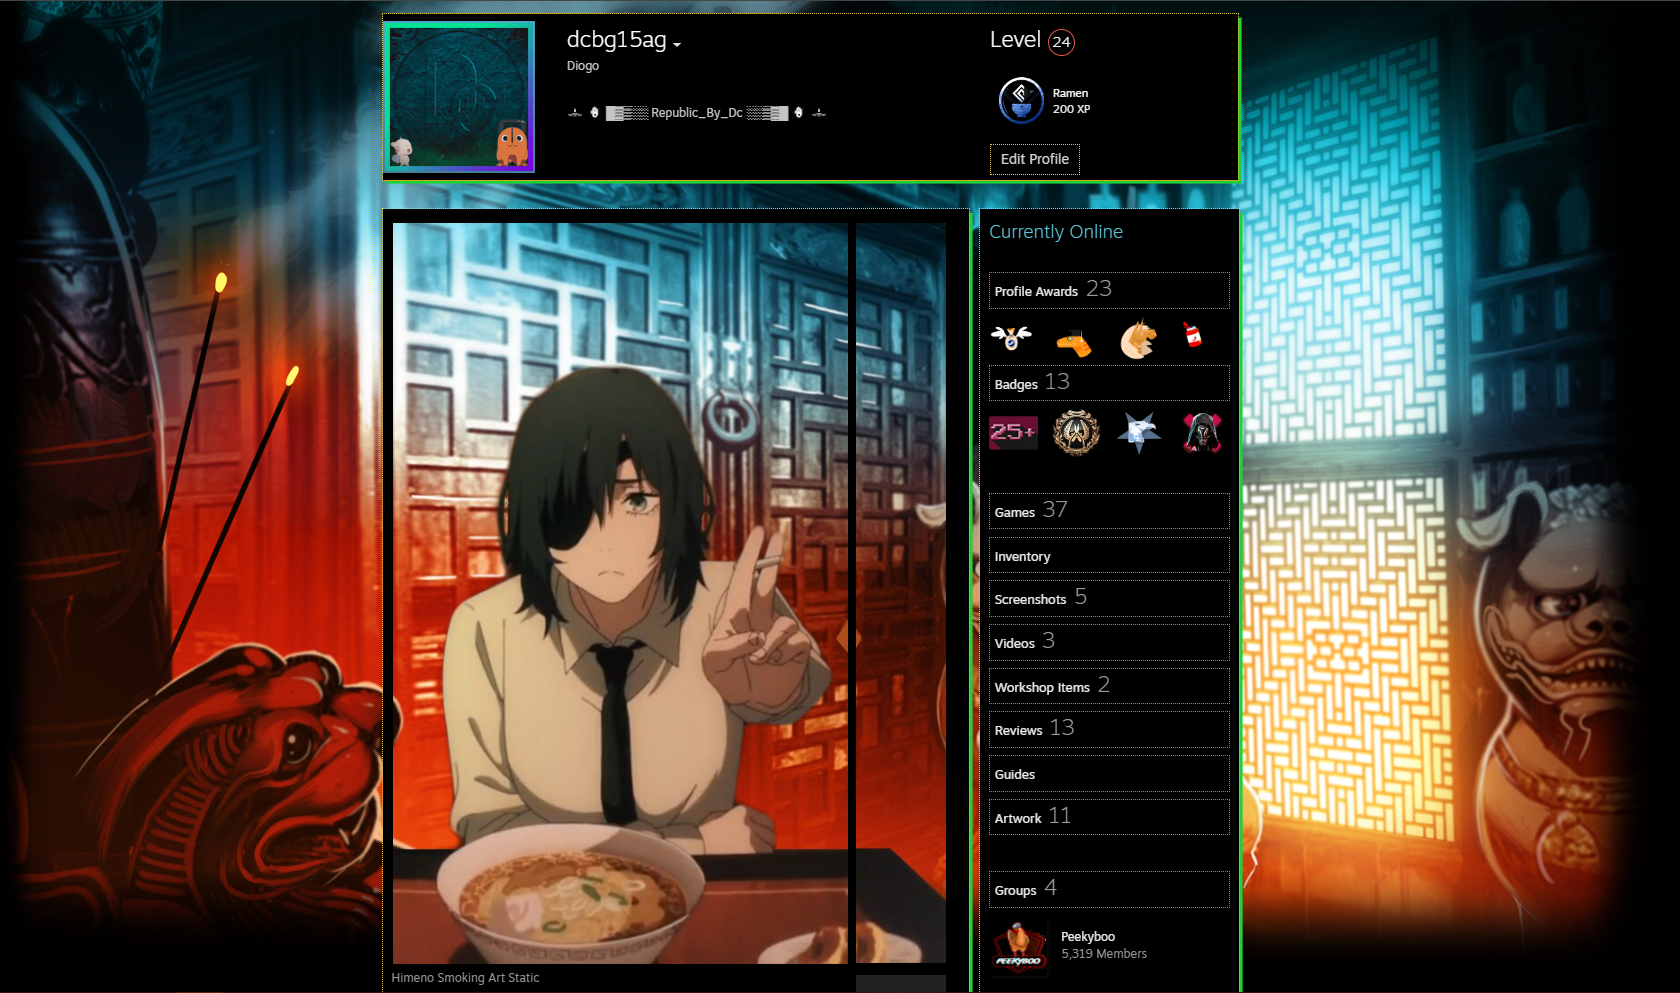 dcbg15ag
Diogo
Republic_By_Dc
Level 24
Ramen
200 XP
Edit Profile
Currently Online
Profile Awards 23
Badges 13
25+
Games 37
Inventory
Screenshots 5
Videos 3
Workshop Items 2
Reviews 13
Guides
Artwork 11
Groups 4
PEEKYBOO
Peekyboo
5,319 Members
Himeno Smoking Art Static